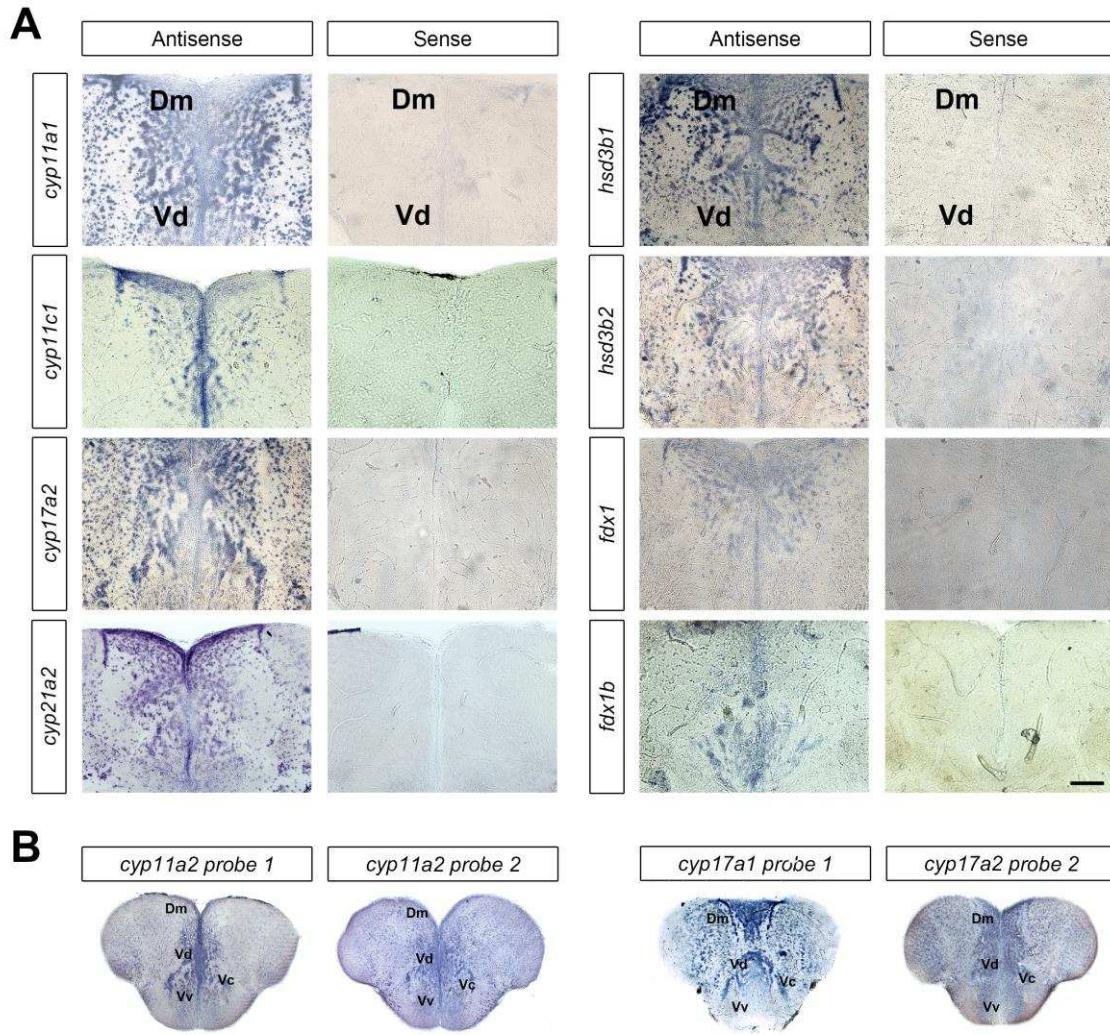 A
Antisense
Sense
Antisense
Sense
cyp11a1
Dm
Vd
Dm
Vd
hsd3b1
Dm
Vd
Dm
Vd
cyp11c1
hsd3b2
cyp17a2
fdx1
cyp21a2
fdx1b
B
cyp11a2 probe 1
cyp11a2 probe 2
cyp17a1 probe 1
cyp17a2 probe 2
Dm
Vd
Vc
Vv
Dm
Vd
Vc
Vv
Dm
Vd
Vc
Vv
Dm
Vd
Vc
Vv